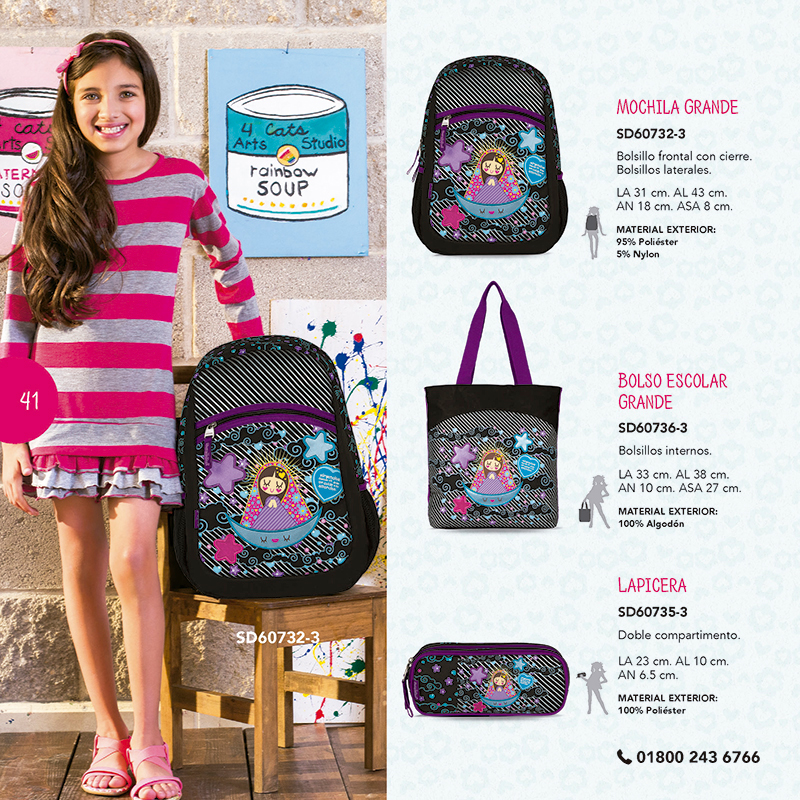 4 Cats
Arts Studio
rainbow
SOUP
41
SD60732-3
MOCHILA GRANDE
SD60732-3
Bolsillo frontal con cierre.
Bolsillos laterales.
LA 31 cm. AL 43 cm.
AN 18 cm. ASA 8 cm.
MATERIAL EXTERIOR:
95% Poliéster
5% Nylon
BOLSO ESCOLAR
GRANDE
SD60736-3
Bolsillos internos.
LA 33 cm. AL 38 cm.
AN 10 cm. ASA 27 cm.
MATERIAL EXTERIOR:
100% Algodón
LAPICERA
SD60735-3
Doble compartimento.
LA 23 cm. AL 10 cm.
AN 6.5 cm.
MATERIAL EXTERIOR:
100% Poliéster
01800 243 6766